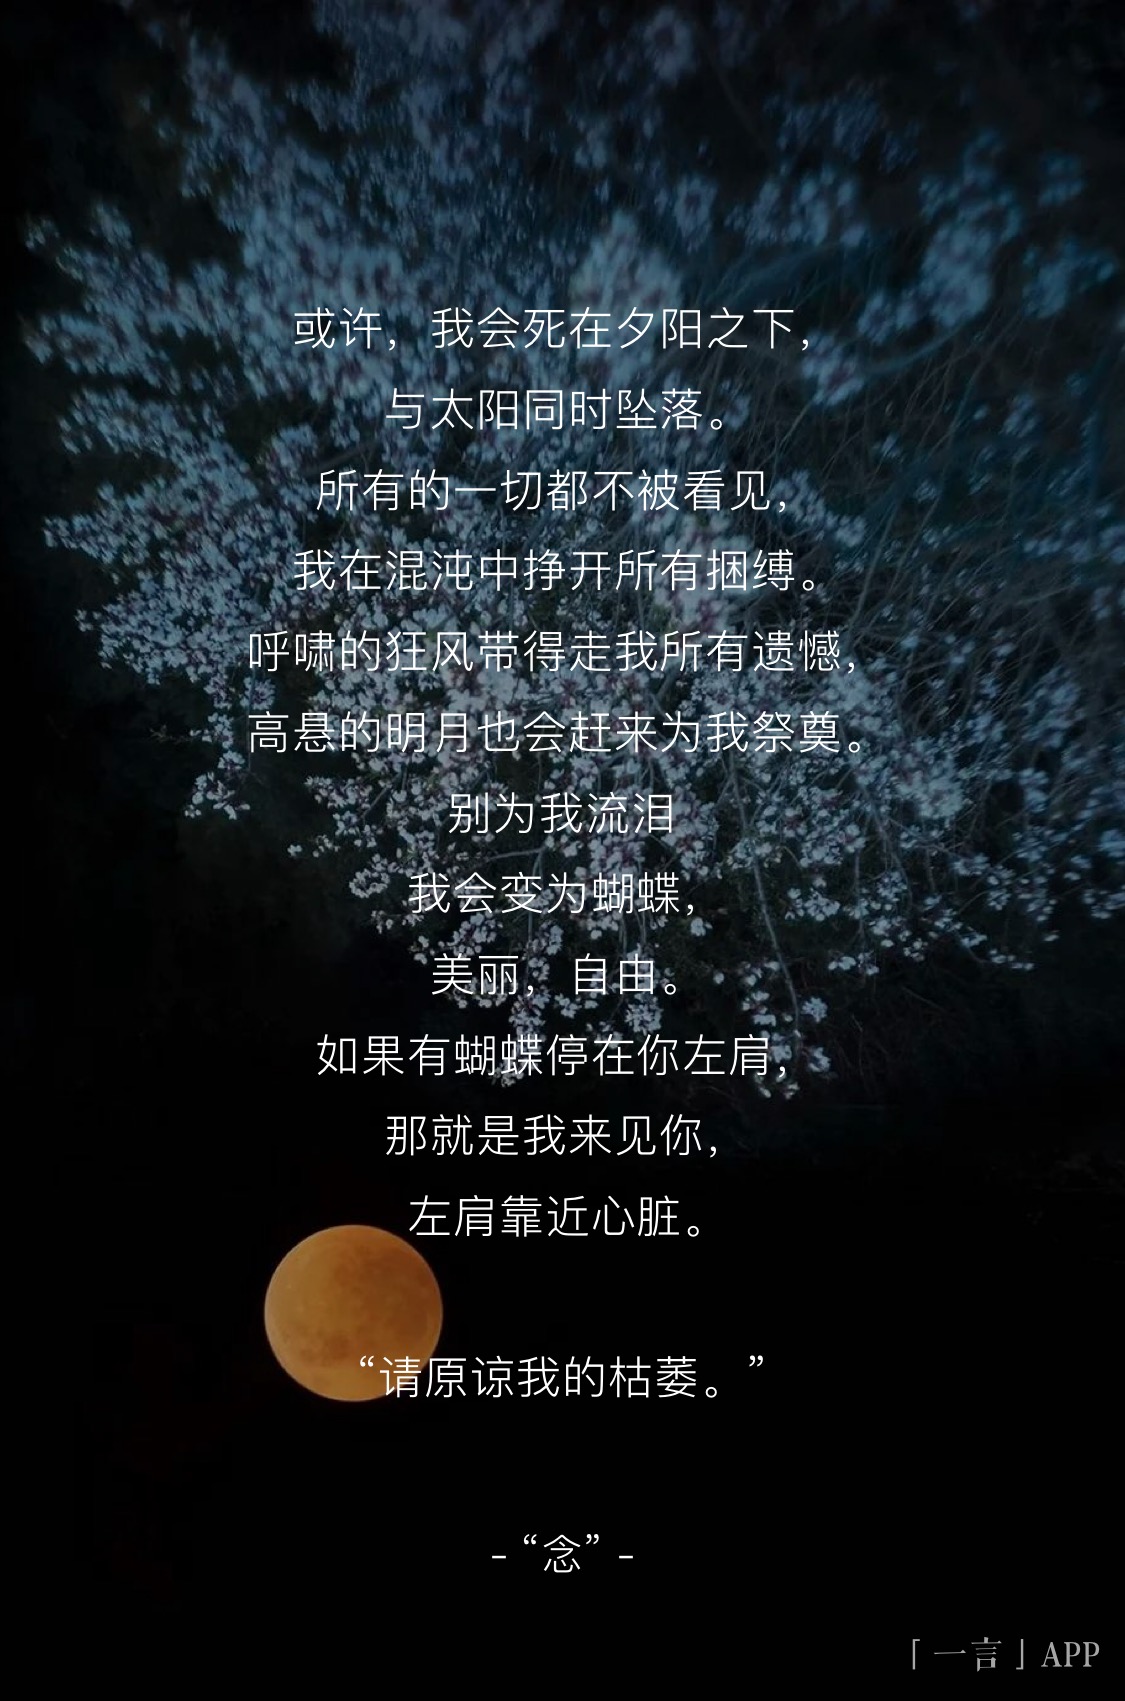 或许，我会死在夕阳之下，
与太阳同时坠落。
所有的一切都不被看见，
我在混沌中挣开所有捆缚。
呼啸的狂风带得走我所有遗憾，
高悬的明月也会赶来为我祭奠。
别为我流泪
我会变为蝴蝶，
美丽，自由。
如果有蝴蝶停在你左肩，
那就是我来见你，
左肩靠近心脏。
“请原谅我的枯萎。”
- “念” -
「一言」APP